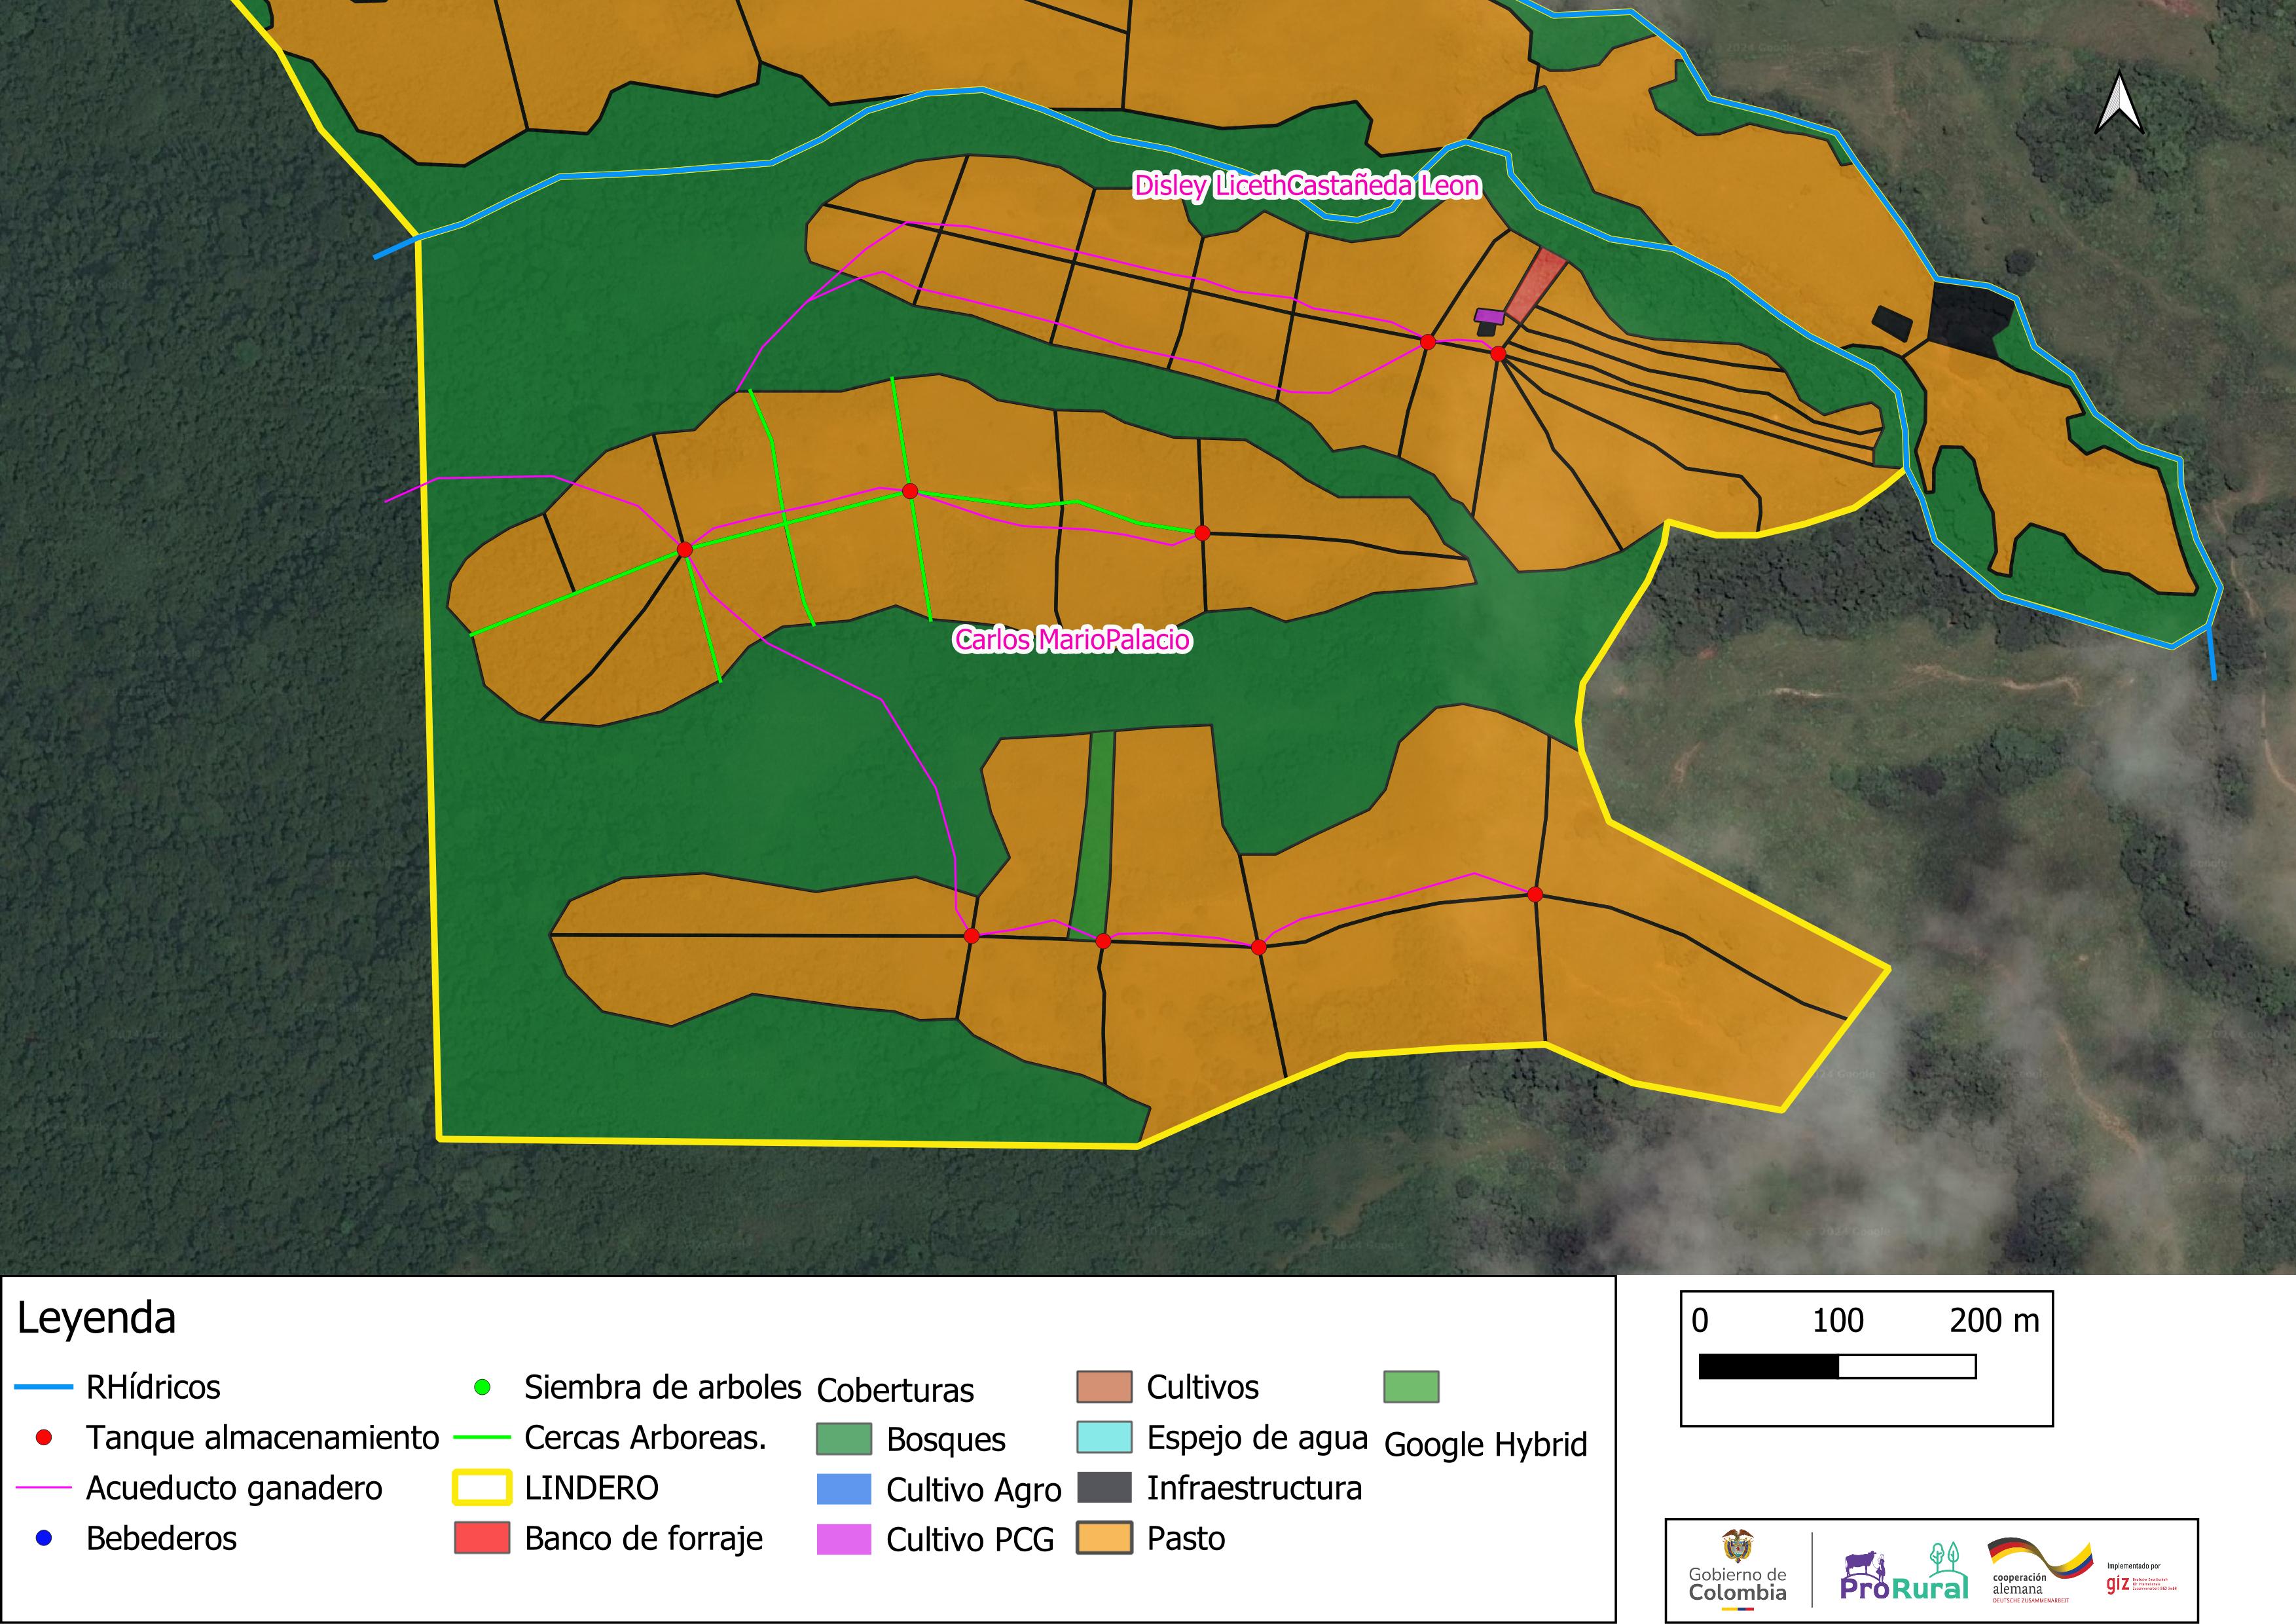 Disley LicethCastañeda Leon
Carlos MarioPalacio
Leyenda
RHídricos
Tanque almacenamiento
Acueducto ganadero
Bebederos
Siembra de arboles
Cercas Arboreas.
LINDERO
Banco de forraje
Coberturas
Bosques
Cultivo Agro
Cultivo PCG
Cultivos
Espejo de agua
Infraestructura
Pasto
Google Hybrid
0 100 200 m
Gobierno de
Colombia
ProRural
cooperación
alemana
DEUTSCHE ZUSAMMENARBEIT
Implementado por
giz